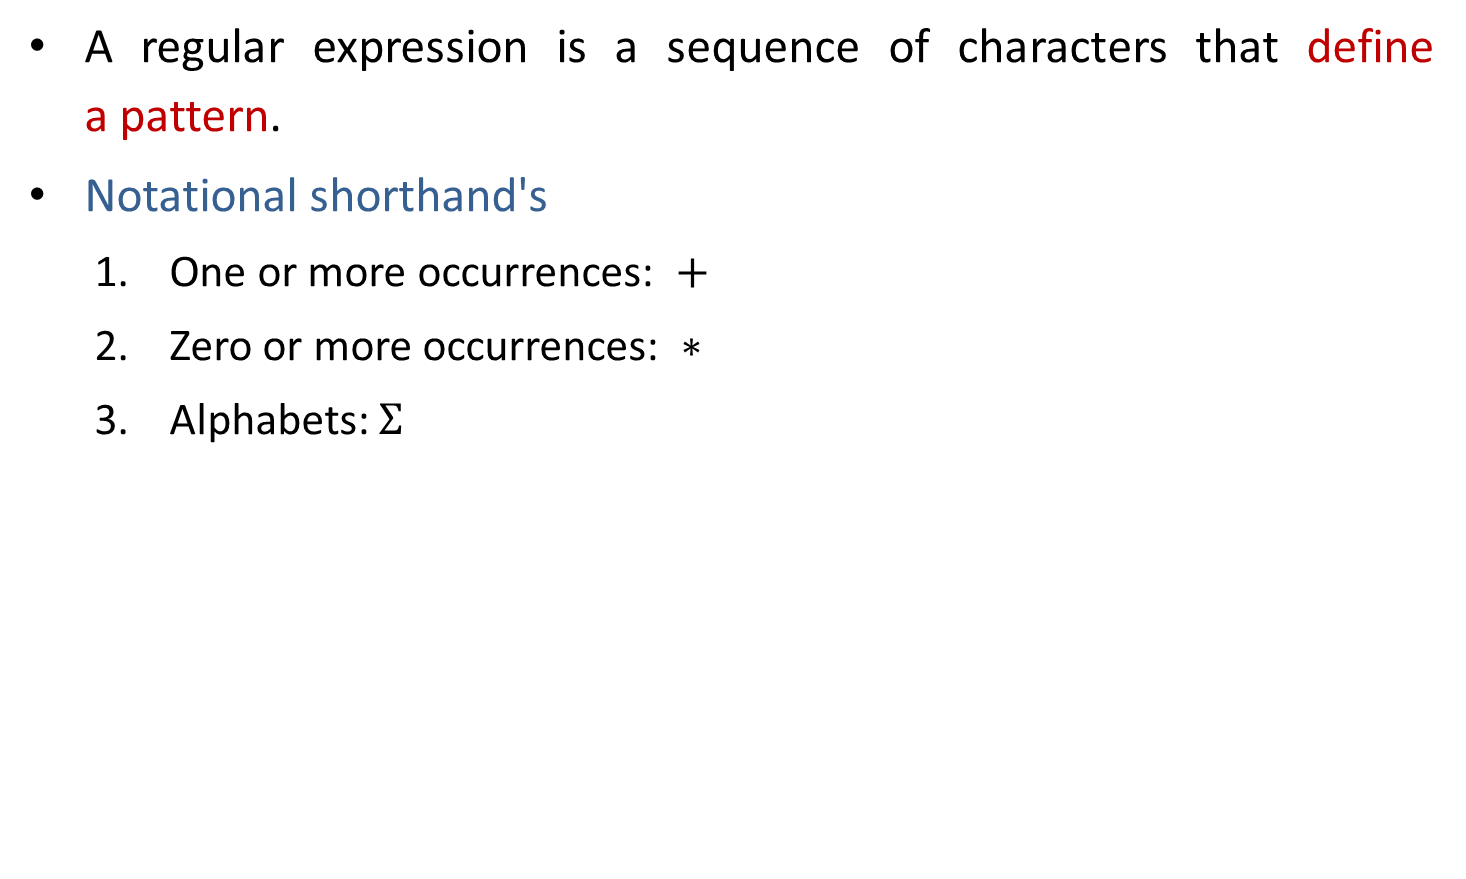 • A regular expression is a sequence of characters that define
a pattern.
• Notational shorthand's
1. One or more occurrences: +
2. Zero or more occurrences: *
3. Alphabets: Σ